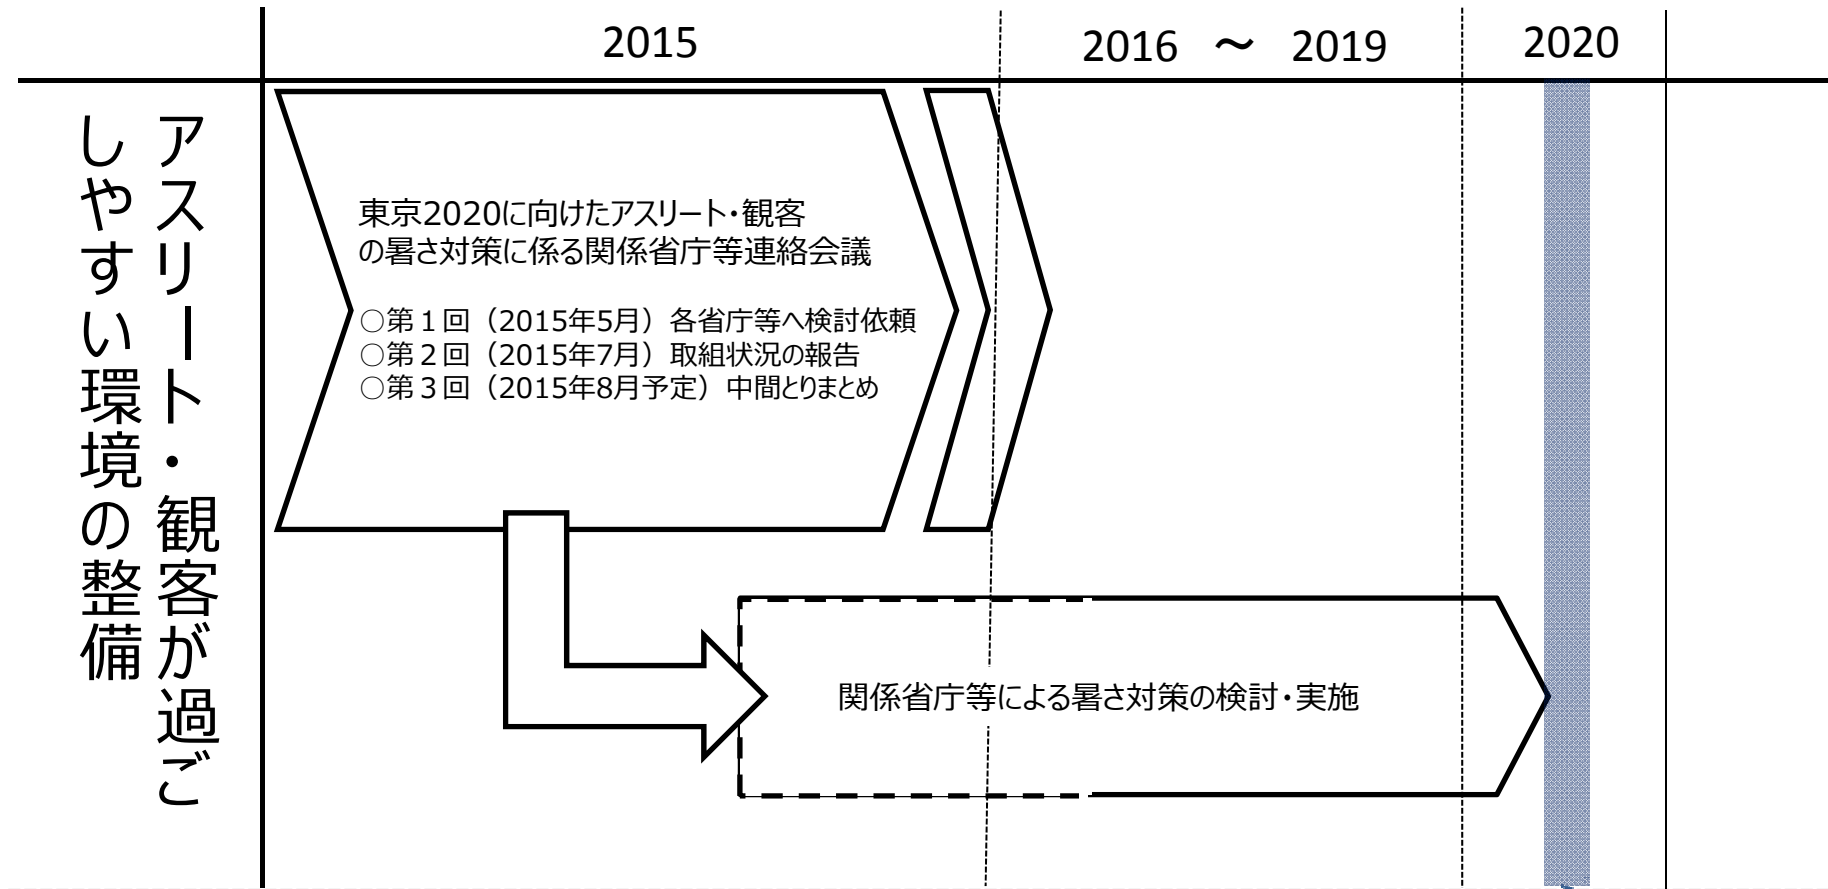 2015
2016 ～ 2019
2020
アスリート・観客が過ご
しやすい環境の整備
東京2020に向けたアスリート・観客
の暑さ対策に係る関係省庁等連絡会議
○第１回（2015年5月）各省庁等へ検討依頼
○第２回（2015年7月）取組状況の報告
○第３回（2015年8月予定）中間とりまとめ
関係省庁等による暑さ対策の検討・実施